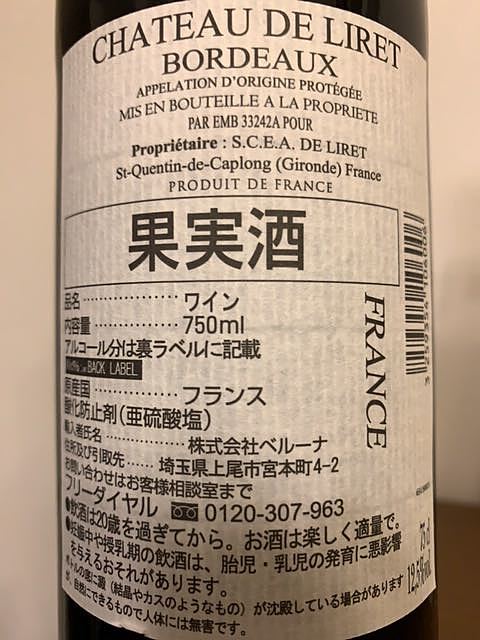 CHATEAU DE LIRET
BORDEAUX
APPELATION D'ORIGINE PROTÉGÉE
MIS EN BOUTEILLE A LA PROPRIETE
PAR EMB 33242A POUR
Propriétaire : S.C.E.A. DE LIRET
St-Quentin-de-Caplong (Gironde) France
PRODUIT DE FRANCE
果実酒
品名 ワイン
内容量 750ml
アルコール分は裏ラベルに記載
BACK LABEL
原産国 フランス
酸化防止剤(亜硫酸塩)
輸入者氏名 株式会社ベルーナ
住所及び引取先 埼玉県上尾市宮本町4-2
お問い合わせはお客様相談室まで
フリーダイヤル 0120-307-963
●飲酒は20歳を過ぎてから。お酒は楽しく適量で。
●妊娠中や授乳期の飲酒は、胎児・乳児の発育に悪影響
を与えるおそれがあります。
ボトルの底に澱(結晶やカスのようなもの)が沈殿している場合があります
が、自然にできるもので人体には無害です。
FRANCE
75 cl
12,5%vol.